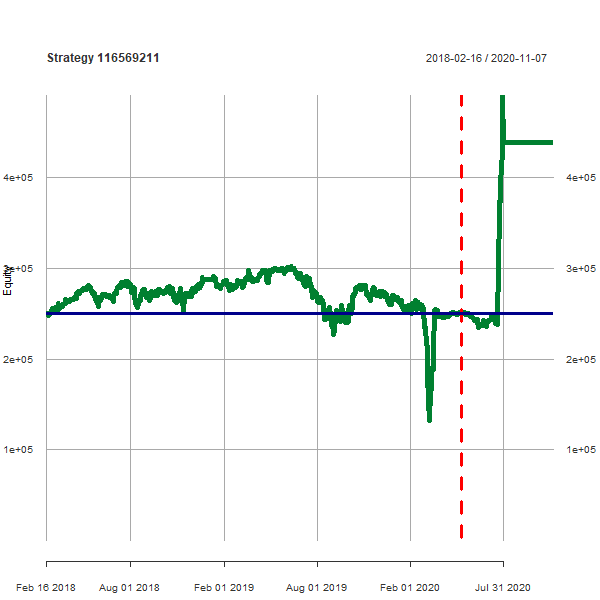 Strategy 116569211
2018-02-16 / 2020-11-07
4e+05
4e+05
3e+05
3e+05
Equity
2e+05
2e+05
1e+05
1e+05
Feb 16 2018
Aug 01 2018
Feb 01 2019
Aug 01 2019
Feb 01 2020
Jul 31 2020